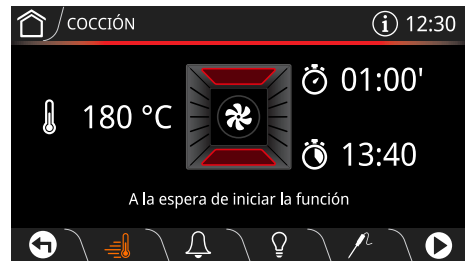 COCCIÓN
i 12:30
01:00'
180 °C
13:40
A la espera de iniciar la función